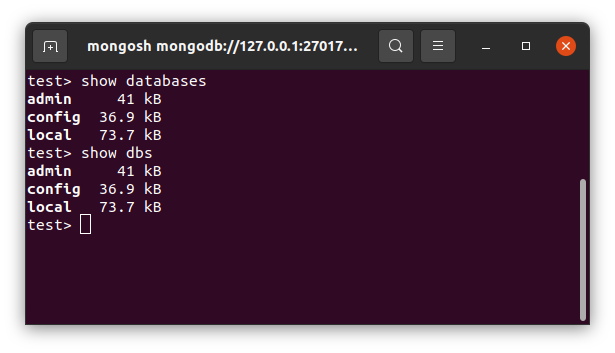 mongosh mongodb://127.0.0.1:27017…
test> show databases
admin     41 kB
config  36.9 kB
local   73.7 kB
test> show dbs
admin     41 kB
config  36.9 kB
local   73.7 kB
test>